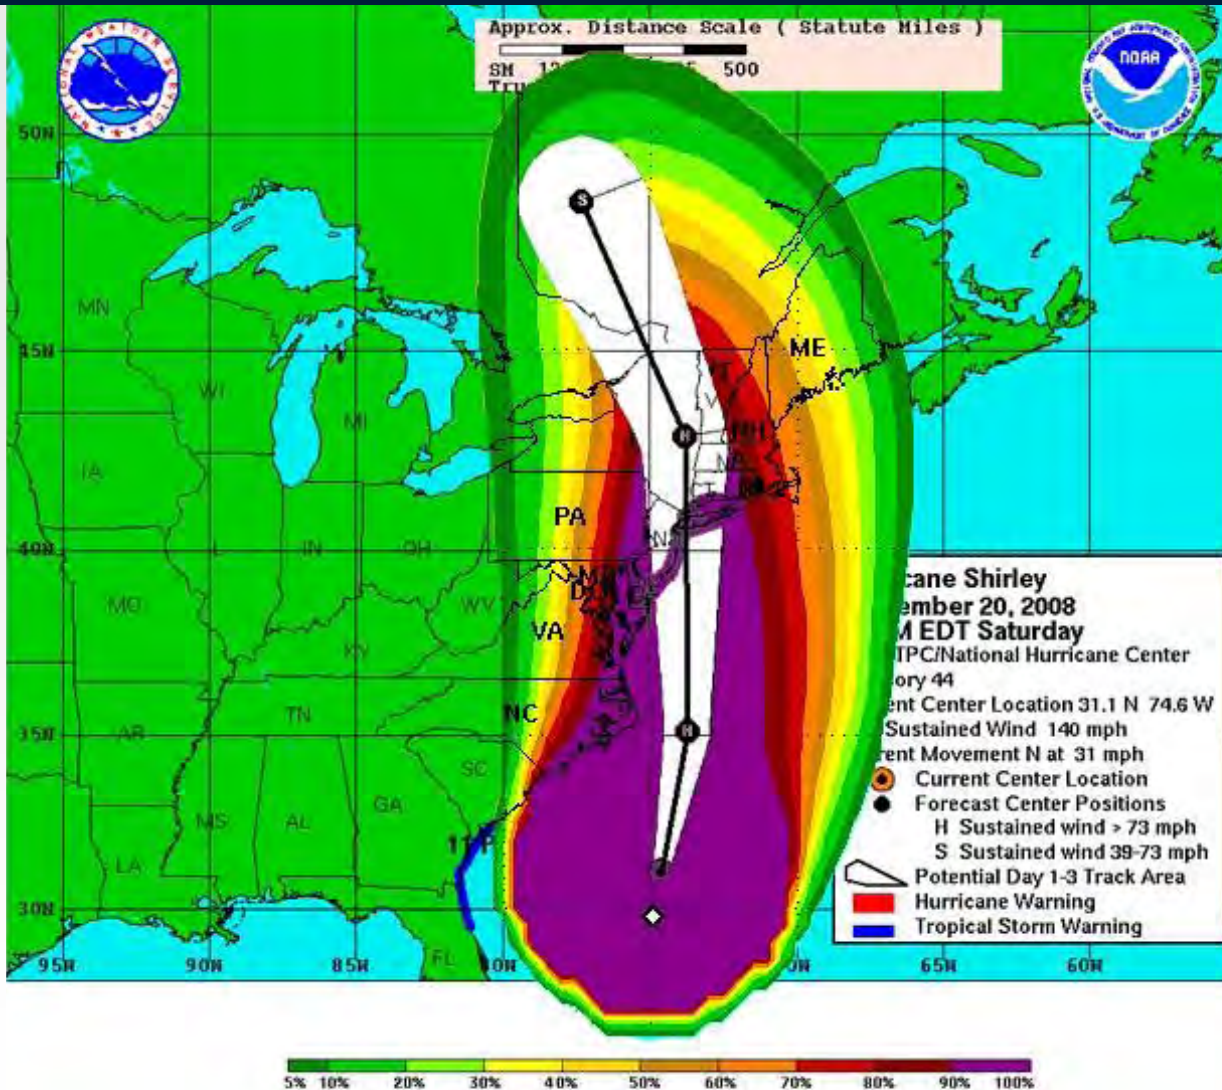 Approx. Distance Scale ( Statute Miles )
SM 500
NATIONAL WEATHER SERVICE
NOAA
50N
MN
45N
ME
WI
MI
NH
IA
PA
40N
IN
OH
MO
WV
VA
KY
NC
TN
35N
AR
SC
MS
AL
GA
LA
30N
FL
95W
90W
85W
65W
60W
cane Shirley
ember 20, 2008
M EDT Saturday
TPC/National Hurricane Center
ory 44
ent Center Location 31.1 N 74.6 W
Sustained Wind 140 mph
rent Movement N at 31 mph
Current Center Location
Forecast Center Positions
H Sustained wind > 73 mph
S Sustained wind 39-73 mph
Potential Day 1-3 Track Area
Hurricane Warning
Tropical Storm Warning
S
H
H
5% 10% 20% 30% 40% 50% 60% 70% 80% 90% 100%